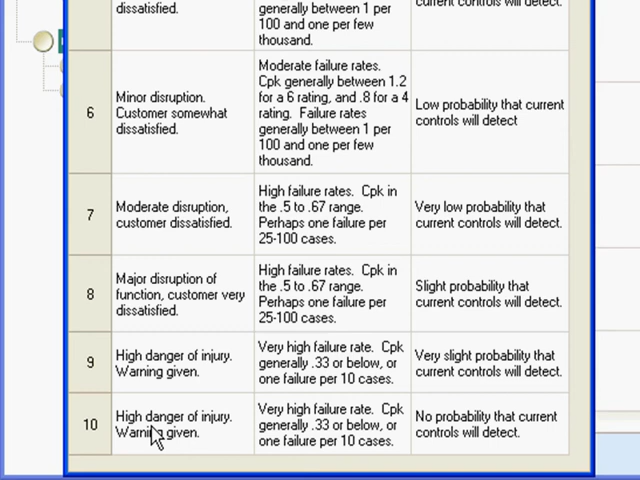 dissatisfied.
generally between 1 per
100 and one per few
thousand.
current controls will detect.
6
Minor disruption.
Customer somewhat
dissatisfied.
Moderate failure rates.
Cpk generally between 1.2
for a 6 rating, and .8 for a 4
rating. Failure rates
generally between 1 per
100 and one per few
thousand.
Low probability that current
controls will detect
7
Moderate disruption,
customer dissatisfied.
High failure rates. Cpk in
the .5 to .67 range.
Perhaps one failure per
25-100 cases.
Very low probability that
current controls will detect.
8
Major disruption of
function, customer very
dissatisfied.
High failure rates. Cpk in
the .5 to .67 range.
Perhaps one failure per
25-100 cases.
Slight probability that
current controls will detect.
9
High danger of injury.
Warning given.
Very high failure rate. Cpk
generally .33 or below, or
one failure per 10 cases.
Very slight probability that
current controls will detect.
10
High danger of injury.
Warning given.
Very high failure rate. Cpk
generally .33 or below, or
one failure per 10 cases.
No probability that current
controls will detect.